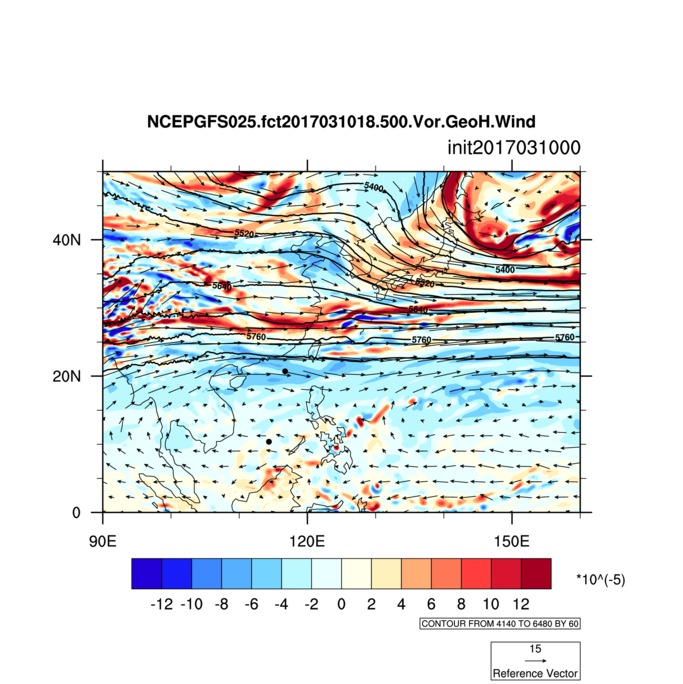 NCEPGFS025.fct2017031018.500.Vor.GeoH.Wind
init2017031000
5400
40N
5520
5400
5640
5520
5640
5760
5760
5760
20N
0
90E 120E 150E
-12 -10 -8 -6 -4 -2 0 2 4 6 8 10 12
*10^(-5)
CONTOUR FROM 4140 TO 6480 BY 60
15
Reference Vector